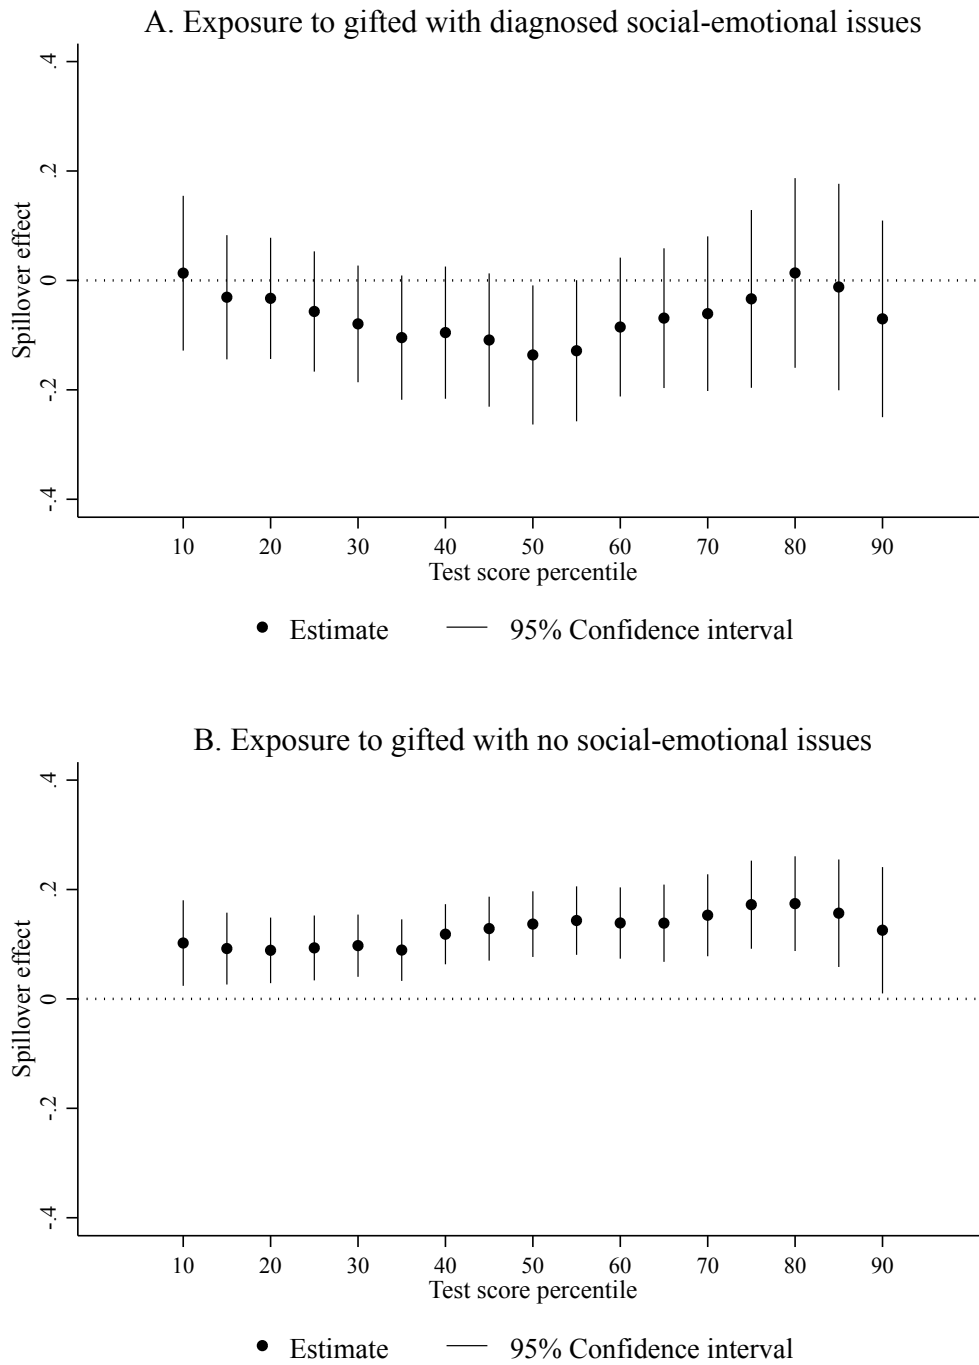 A. Exposure to gifted with diagnosed social-emotional issues
.4
.2
0
-.2
-.4
Spillover effect
10 20 30 40 50 60 70 80 90
Test score percentile
Estimate 95% Confidence interval
B. Exposure to gifted with no social-emotional issues
.4
.2
0
-.2
-.4
Spillover effect
10 20 30 40 50 60 70 80 90
Test score percentile
Estimate 95% Confidence interval